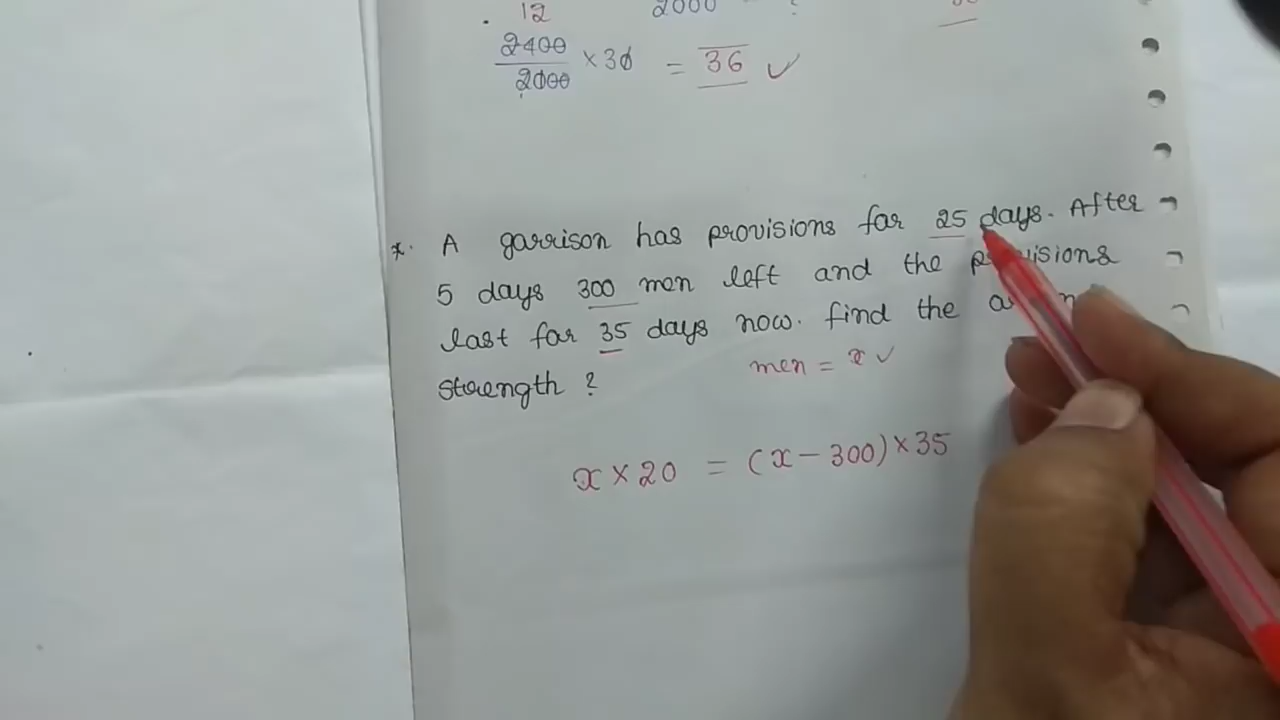 12 2000
2400/2000 × 30 = 36 ✓
*. A garrison has provisions for 25 days. After
5 days 300 men left and the provisions
last for 35 days now. find the
strength ?
men = x ✓
x × 20 = (x - 300) × 35